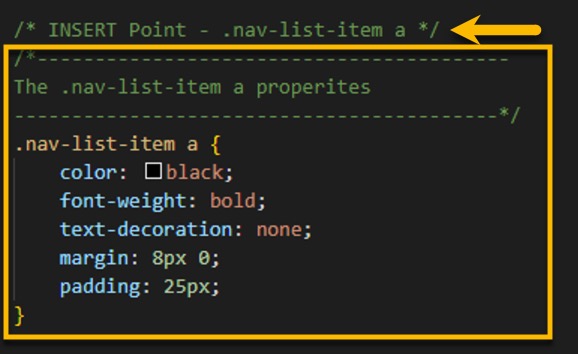 /* INSERT Point - .nav-list-item a */
/*-----------------------------------------
The .nav-list-item a properites
------------------------------------------*/
.nav-list-item a {
color: black;
font-weight: bold;
text-decoration: none;
margin: 8px 0;
padding: 25px;
}